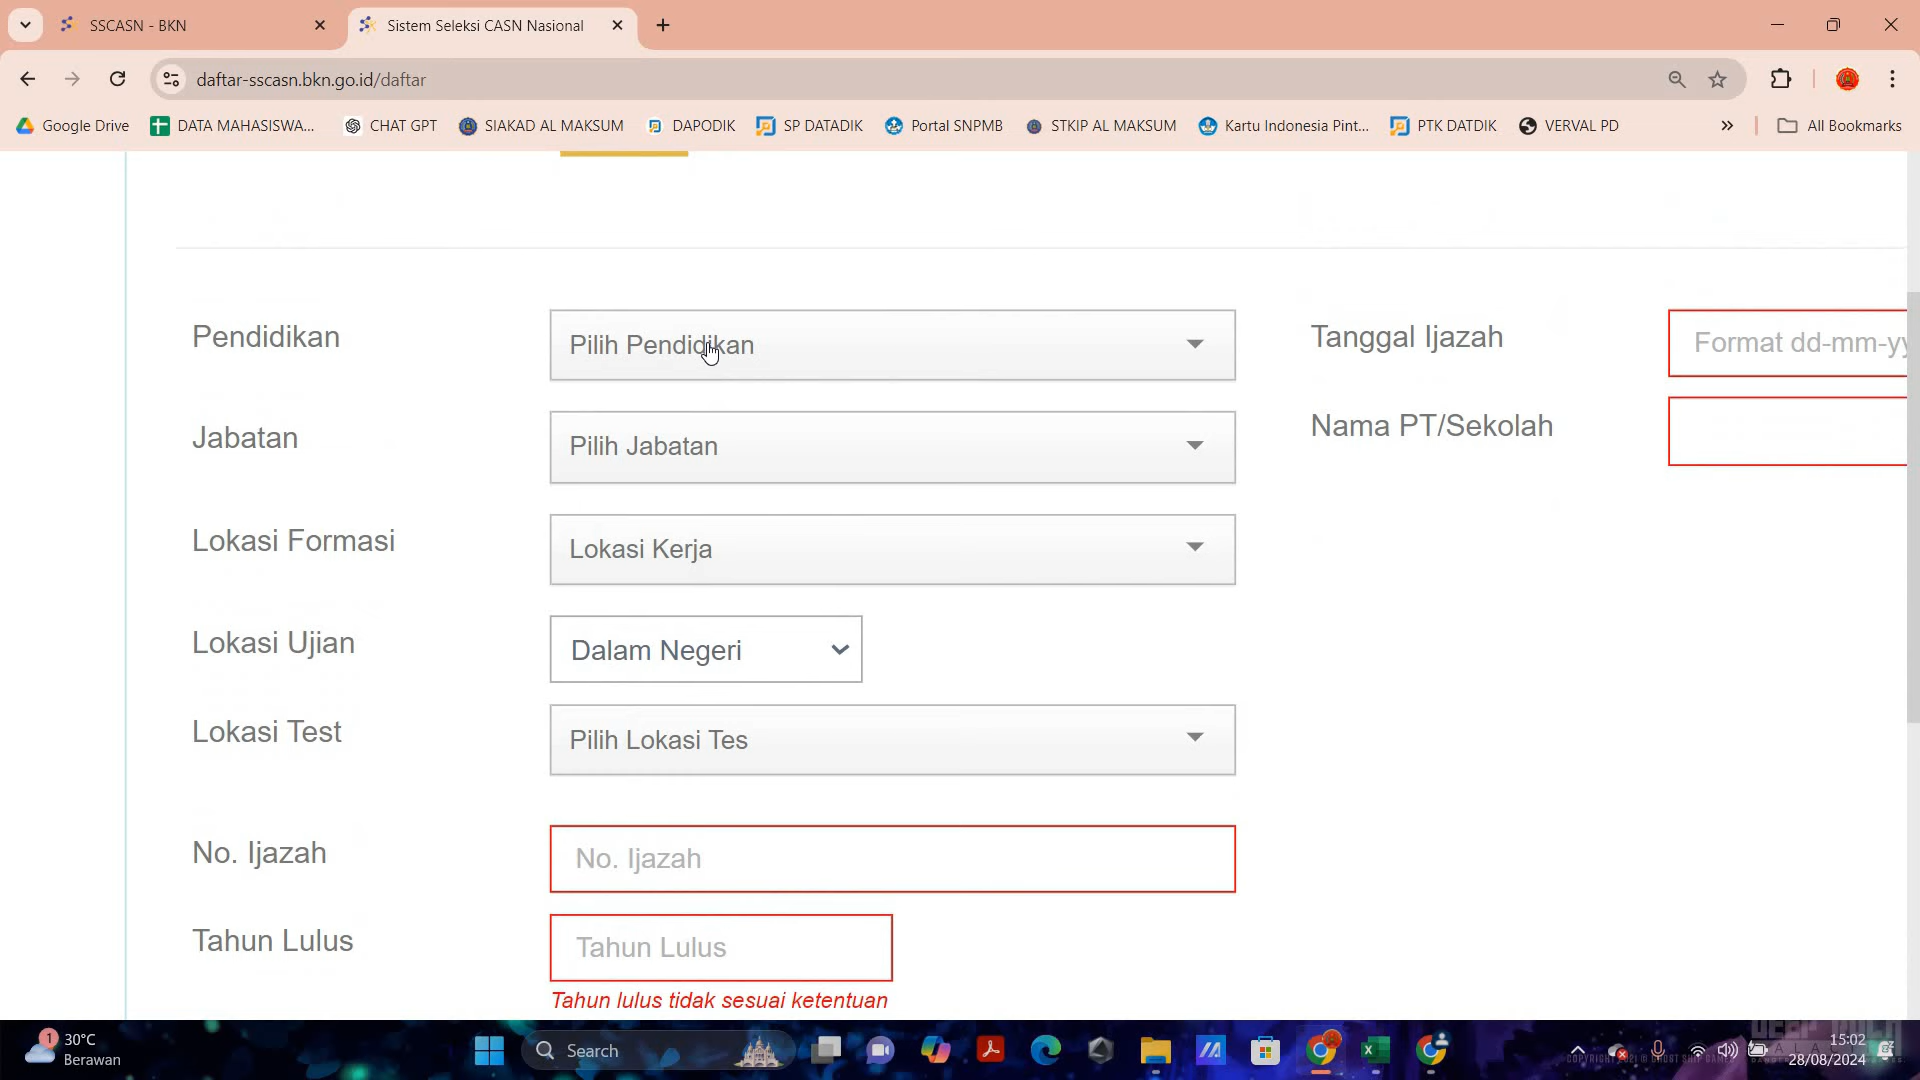 SSCASN - BKN
Sistem Seleksi CASN Nasional
daftar-sscasn.bkn.go.id/daftar
Google Drive
DATA MAHASISWA...
CHAT GPT
SIAKAD AL MAKSUM
DAPODIK
SP DATADIK
Portal SNPMB
STKIP AL MAKSUM
Kartu Indonesia Pint...
PTK DATDIK
VERVAL PD
All Bookmarks
Pendidikan
Pilih Pendidikan
Tanggal Ijazah
Format dd-mm-yy
Jabatan
Pilih Jabatan
Nama PT/Sekolah
Lokasi Formasi
Lokasi Kerja
Lokasi Ujian
Dalam Negeri
Lokasi Test
Pilih Lokasi Tes
No. Ijazah
No. Ijazah
Tahun Lulus
Tahun Lulus
Tahun lulus tidak sesuai ketentuan
1
30°C
Berawan
Search
15:02
28/08/2024